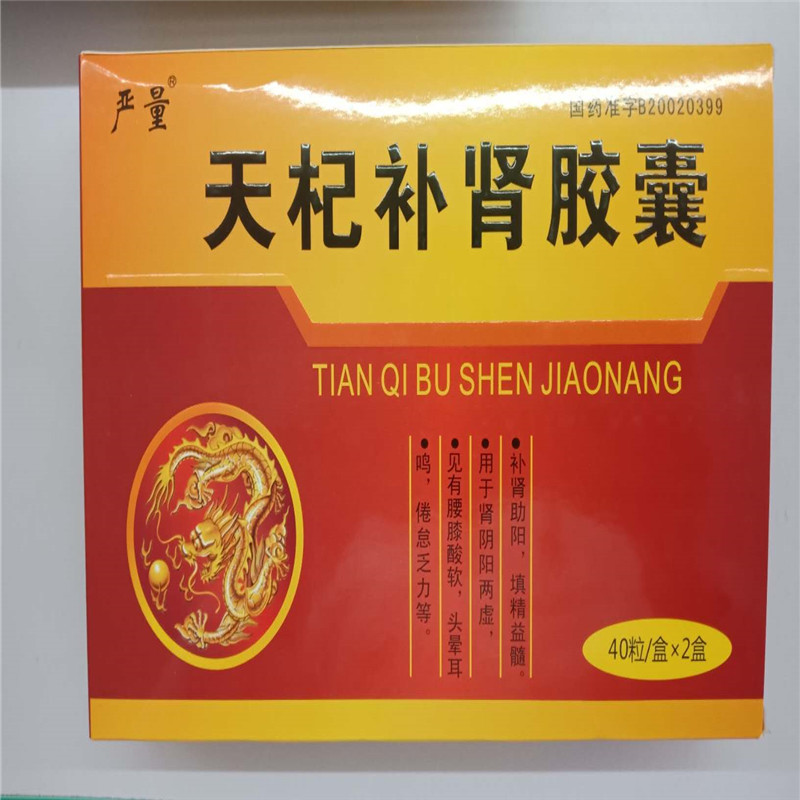 严量®
国药准字B20020399
天杞补肾胶囊
TIAN QI BU SHEN JIAONANG
•补肾助阳，填精益髓。
•用于肾阴阳两虚，
•见有腰膝酸软，头晕耳
•鸣，倦怠乏力等。
40粒/盒×2盒